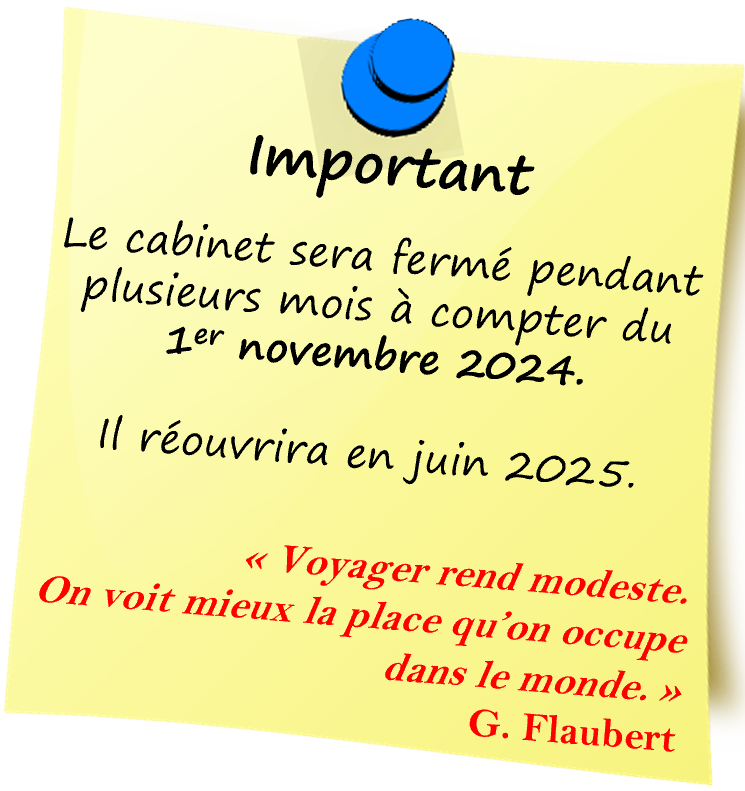 Important
Le cabinet sera fermé pendant
plusieurs mois à compter du
1er novembre 2024.
Il réouvrira en juin 2025.
« Voyager rend modeste.
On voit mieux la place qu’on occupe
dans le monde. »
G. Flaubert